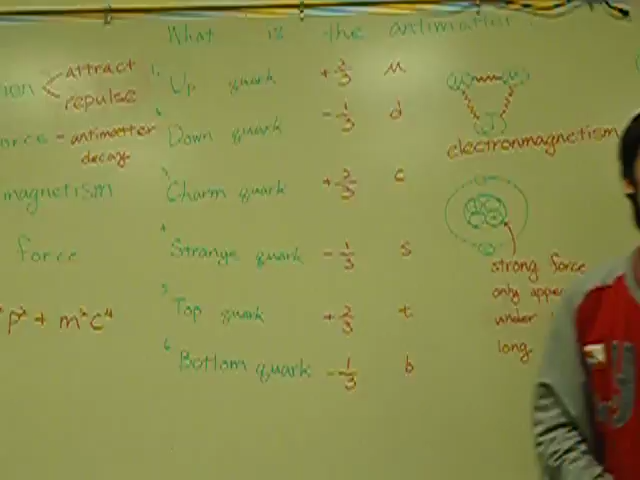 What is the antimatter
ion
attract
repulse
orce - antimatter
decay
magnetism
force
p² + m²c⁴
1. Up quark +2/3 u
2 Down quark -1/3 d
3 Charm quark +2/3 c
4 Strange quark -1/3 s
5 Top quark +2/3 t
6 Bottom quark -1/3 b
electronmagnetism
strong force
only appe
under
long